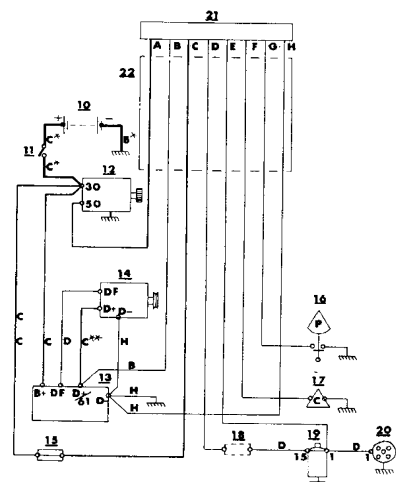 21
A B C D E F G H
22
10
+ -
C*
B*
11
C*
12
30
50
14
DF
D+
D-
16
P
C
C
C
D
C**
H
B
17
C
13
B+ DF D+/61 D-
H
H
15
18
D
19
15
1
D
20
1